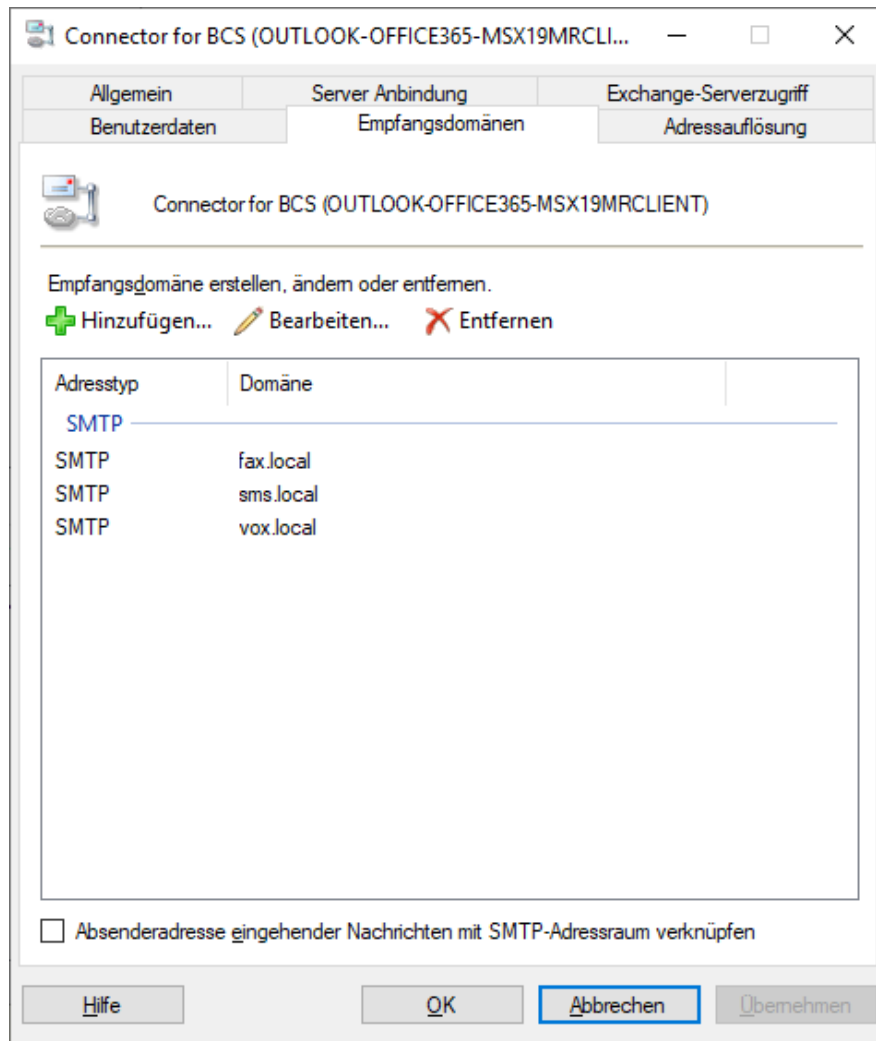 Connector for BCS (OUTLOOK-OFFICE365-MSX19MRCLI...
Allgemein Server Anbindung Exchange-Serverzugriff
Benutzerdaten Empfangsdomänen Adressauflösung
Connector for BCS (OUTLOOK-OFFICE365-MSX19MRCLIENT)
Empfangsdomäne erstellen, ändern oder entfernen.
Hinzufügen... Bearbeiten... Entfernen
Adresstyp Domäne
SMTP
SMTP fax.local
SMTP sms.local
SMTP vox.local
Absenderadresse eingehender Nachrichten mit SMTP-Adressraum verknüpfen
Hilfe OK Abbrechen Übernehmen